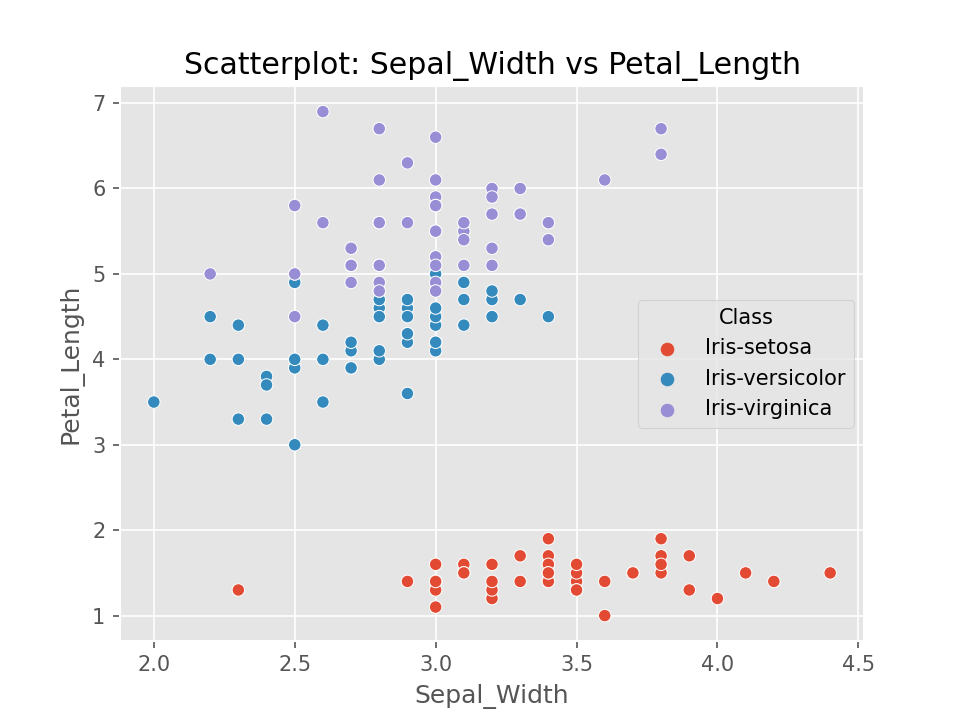 Scatterplot: Sepal_Width vs Petal_Length
7
6
5
4
3
2
1
Petal_Length
Class
Iris-setosa
Iris-versicolor
Iris-virginica
2.0 2.5 3.0 3.5 4.0 4.5
Sepal_Width